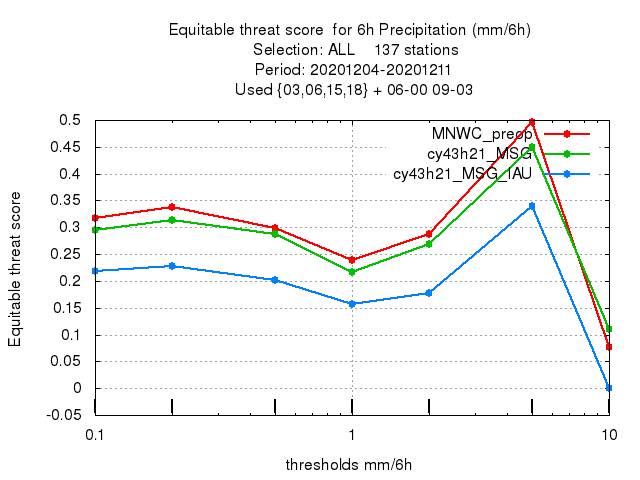 Equitable threat score  for 6h Precipitation (mm/6h)
Selection: ALL    137 stations
Period: 20201204-20201211
Used {03,06,15,18} + 06-00 09-03
MNWC_preop
cy43h21_MSG
cy43h21_MSG_IAU
Equitable threat score
0.5
0.45
0.4
0.35
0.3
0.25
0.2
0.15
0.1
0.05
0
-0.05
0.1 1 10
thresholds mm/6h